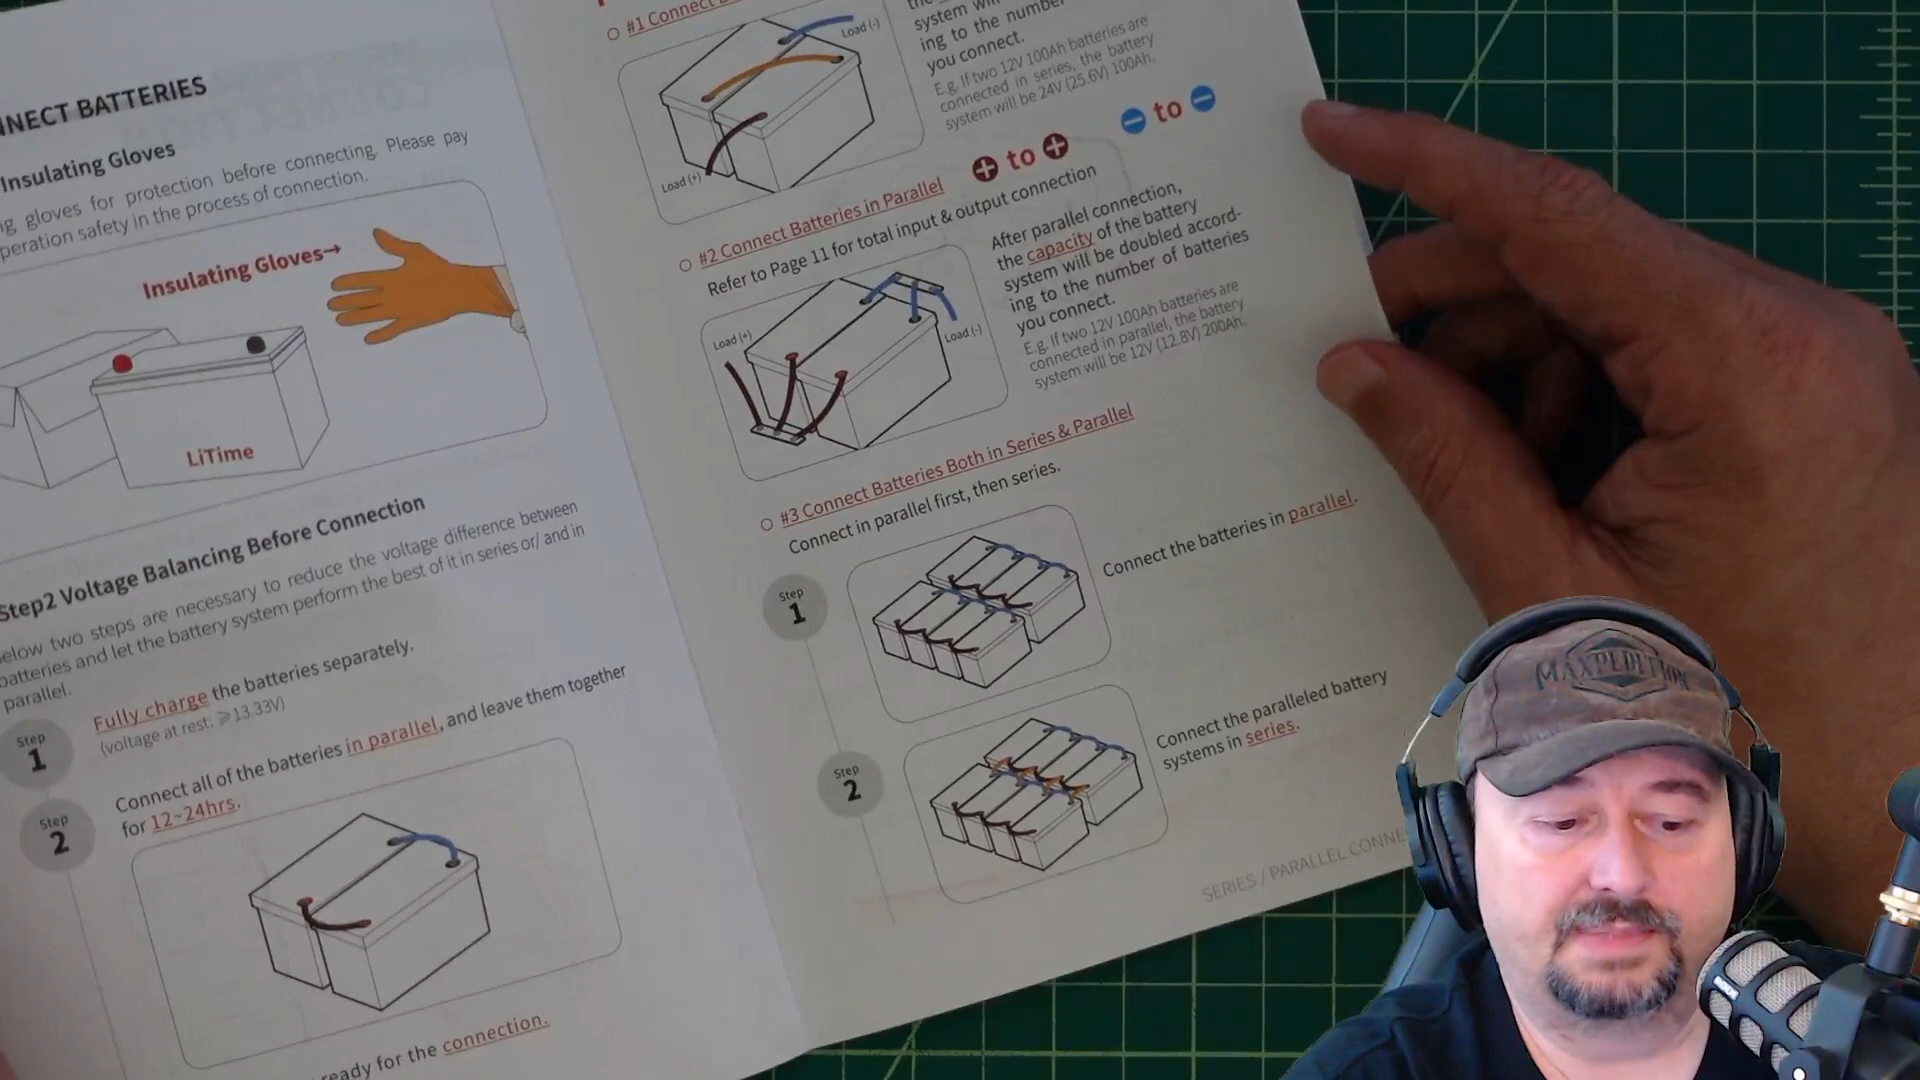 NNECT BATTERIES
Insulating Gloves
ng gloves for protection before connecting. Please pay
peration safety in the process of connection.
Insulating Gloves→
LiTime
Step2 Voltage Balancing Before Connection
elow two steps are necessary to reduce the voltage difference between
batteries and let the battery system perform the best of it in series or/ and in
parallel.
Step
1
Fully charge the batteries separately.
(voltage at rest: ⩾13.33V)
Step
2
Connect all of the batteries in parallel, and leave them together
for 12~24hrs.
ready for the connection.
#1 Connect
Load (-)
Load (+)
system will
ing to the number
you connect.
E.g. If two 12V 100Ah batteries are
connected in series, the battery
system will be 24V (25.6V) 100Ah.
+ to +
− to −
#2 Connect Batteries in Parallel
Refer to Page 11 for total input & output connection
Load (+)
Load (-)
After parallel connection,
the capacity of the battery
system will be doubled accord-
ing to the number of batteries
you connect.
E.g. If two 12V 100Ah batteries are
connected in parallel, the battery
system will be 12V (12.8V) 200Ah.
#3 Connect Batteries Both in Series & Parallel
Connect in parallel first, then series.
Step
1
Connect the batteries in parallel.
Step
2
Connect the paralleled battery
systems in series.
SERIES / PARALLEL CONNE
MAXPEDITION